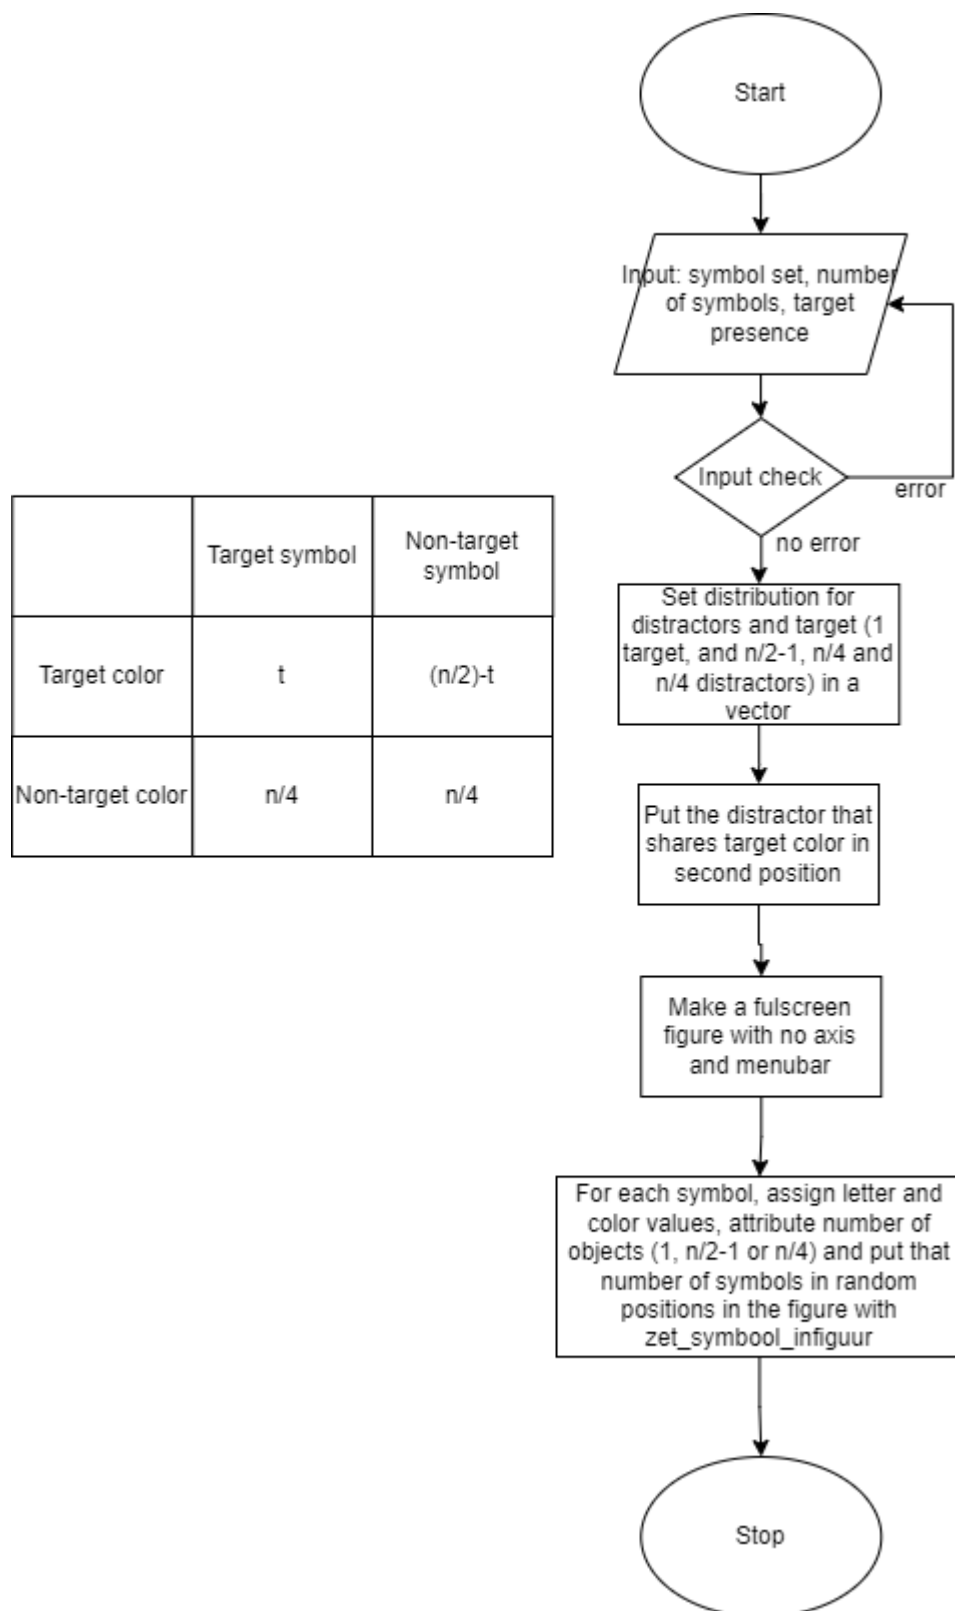 Start
Input: symbol set, number
of symbols, target
presence
Input check
error
no error
Set distribution for
distractors and target (1
target, and n/2-1, n/4 and
n/4 distractors) in a
vector
Put the distractor that
shares target color in
second position
Make a fulscreen
figure with no axis
and menubar
For each symbol, assign letter and
color values, attribute number of
objects (1, n/2-1 or n/4) and put that
number of symbols in random
positions in the figure with
zet_symbool_infiguur
Stop
Target symbol
Non-target
symbol
Target color
t
(n/2)-t
Non-target color
n/4
n/4